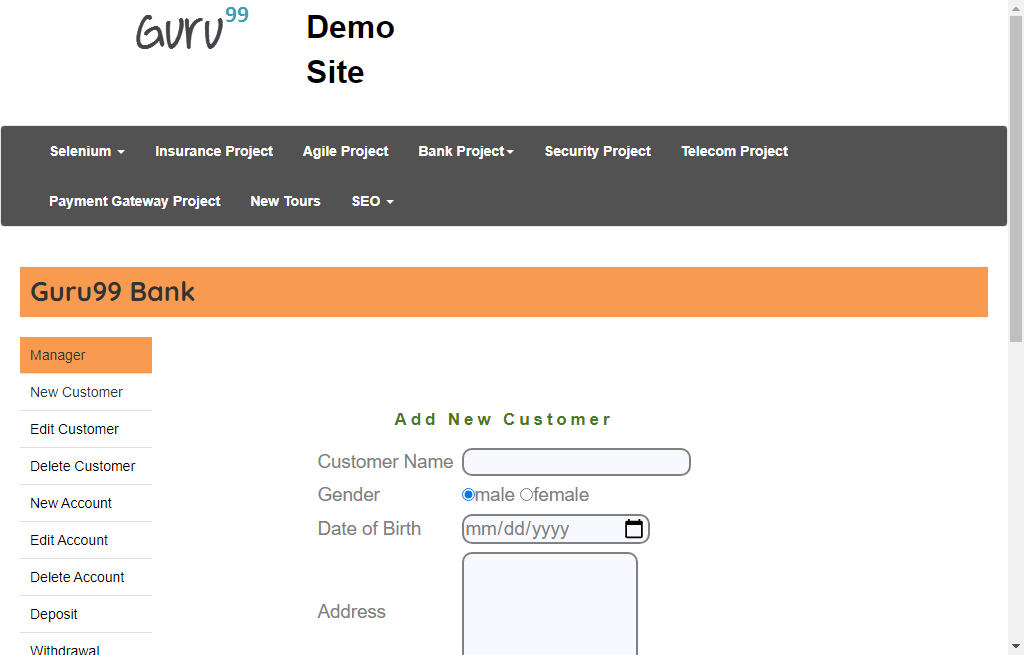 Guru99
Demo
Site
Selenium Insurance Project Agile Project Bank Project Security Project Telecom Project
Payment Gateway Project New Tours SEO
Guru99 Bank
Manager
New Customer
Edit Customer
Delete Customer
New Account
Edit Account
Delete Account
Deposit
Withdrawal
Add New Customer
Customer Name
Gender male female
Date of Birth mm/dd/yyyy
Address